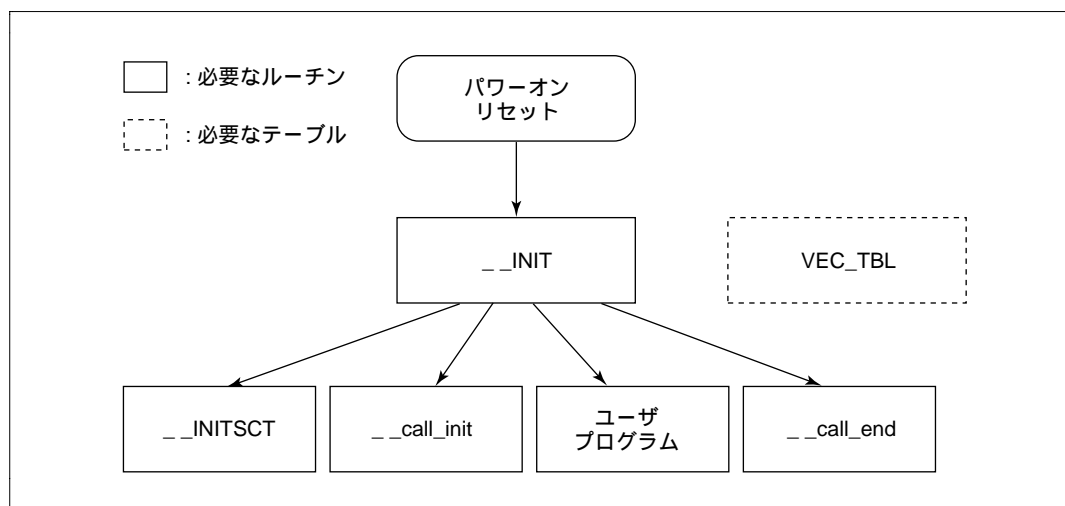 : 必要なルーチン
: 必要なテーブル
パワーオン
リセット
_ _INIT
VEC_TBL
_ _INITSCT
_ _call_init
ユーザ
プログラム
_ _call_end